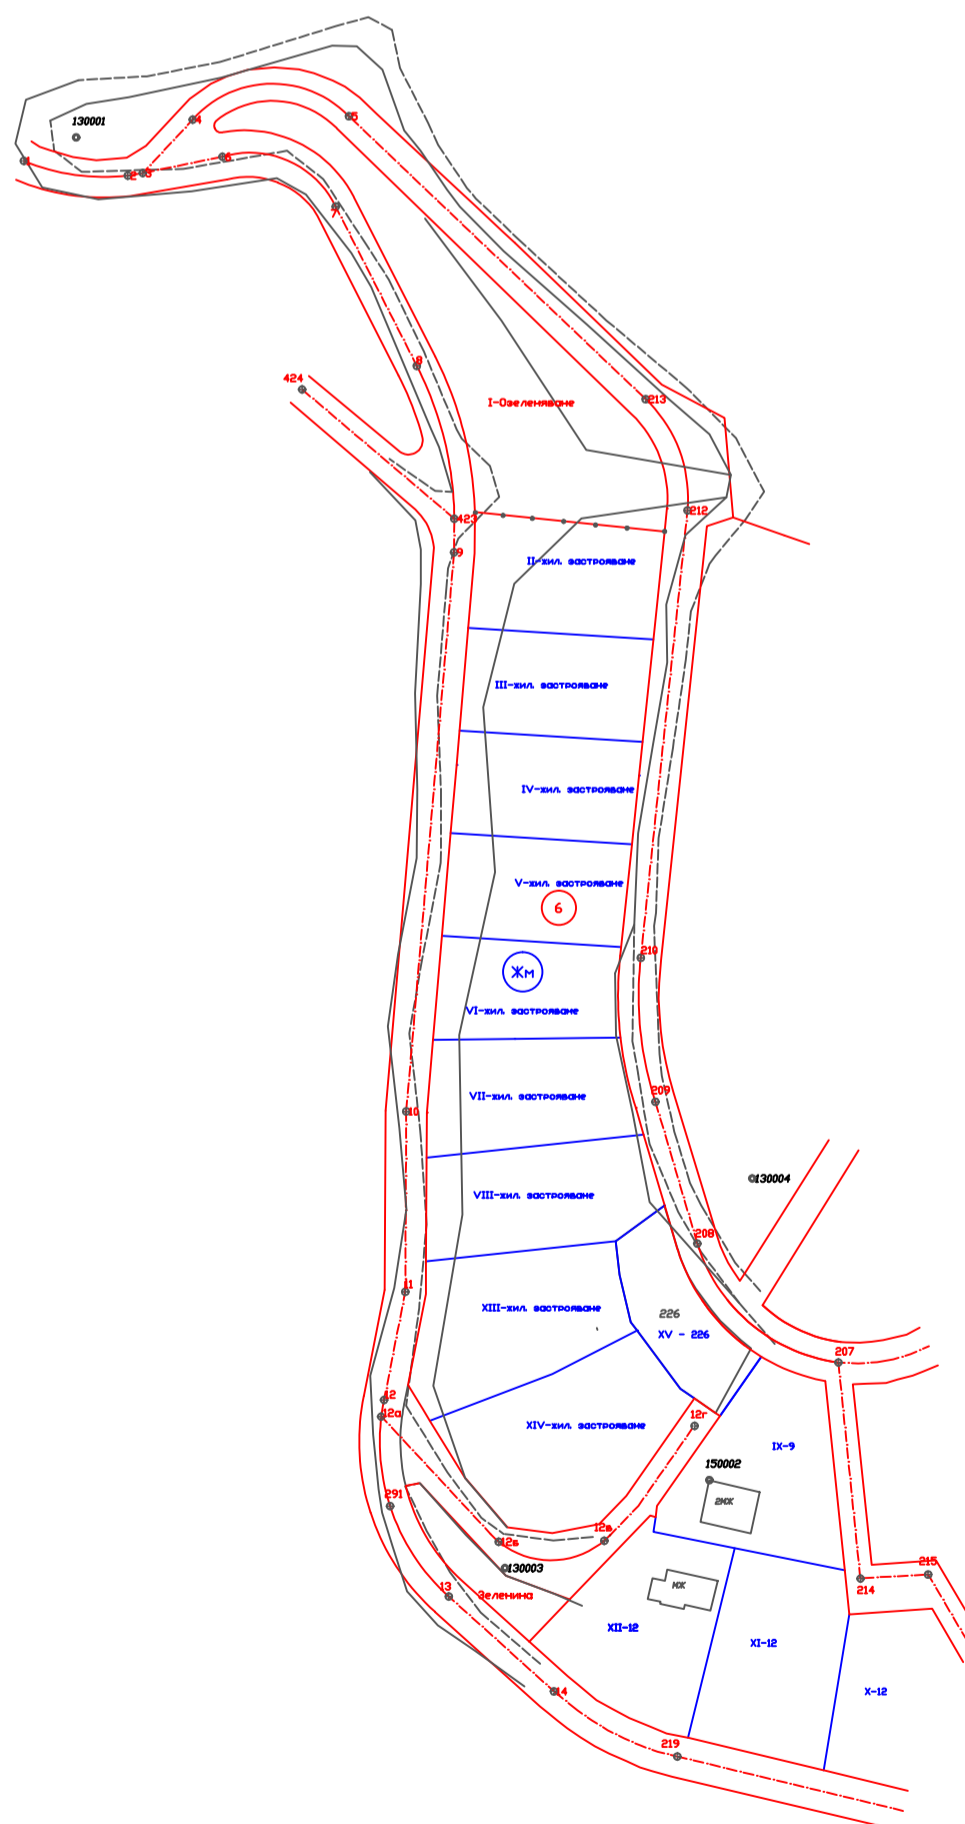 130001
4
5
1
2
3
6
7
8
424
I-Озеленяване
213
423
212
9
II-жил. застрояване
III-жил. застрояване
IV-жил. застрояване
V-жил. застрояване
6
210
Жм
VI-жил. застрояване
VII-жил. застрояване
209
10
130004
VIII-жил. застрояване
208
11
XIII-жил. застрояване
226
XV - 226
207
12
12а
12г
XIV-жил. застрояване
IX-9
150002
2МЖ
291
12в
12б
130003
215
214
13
Зеленина
МЖ
XII-12
XI-12
14
X-12
219